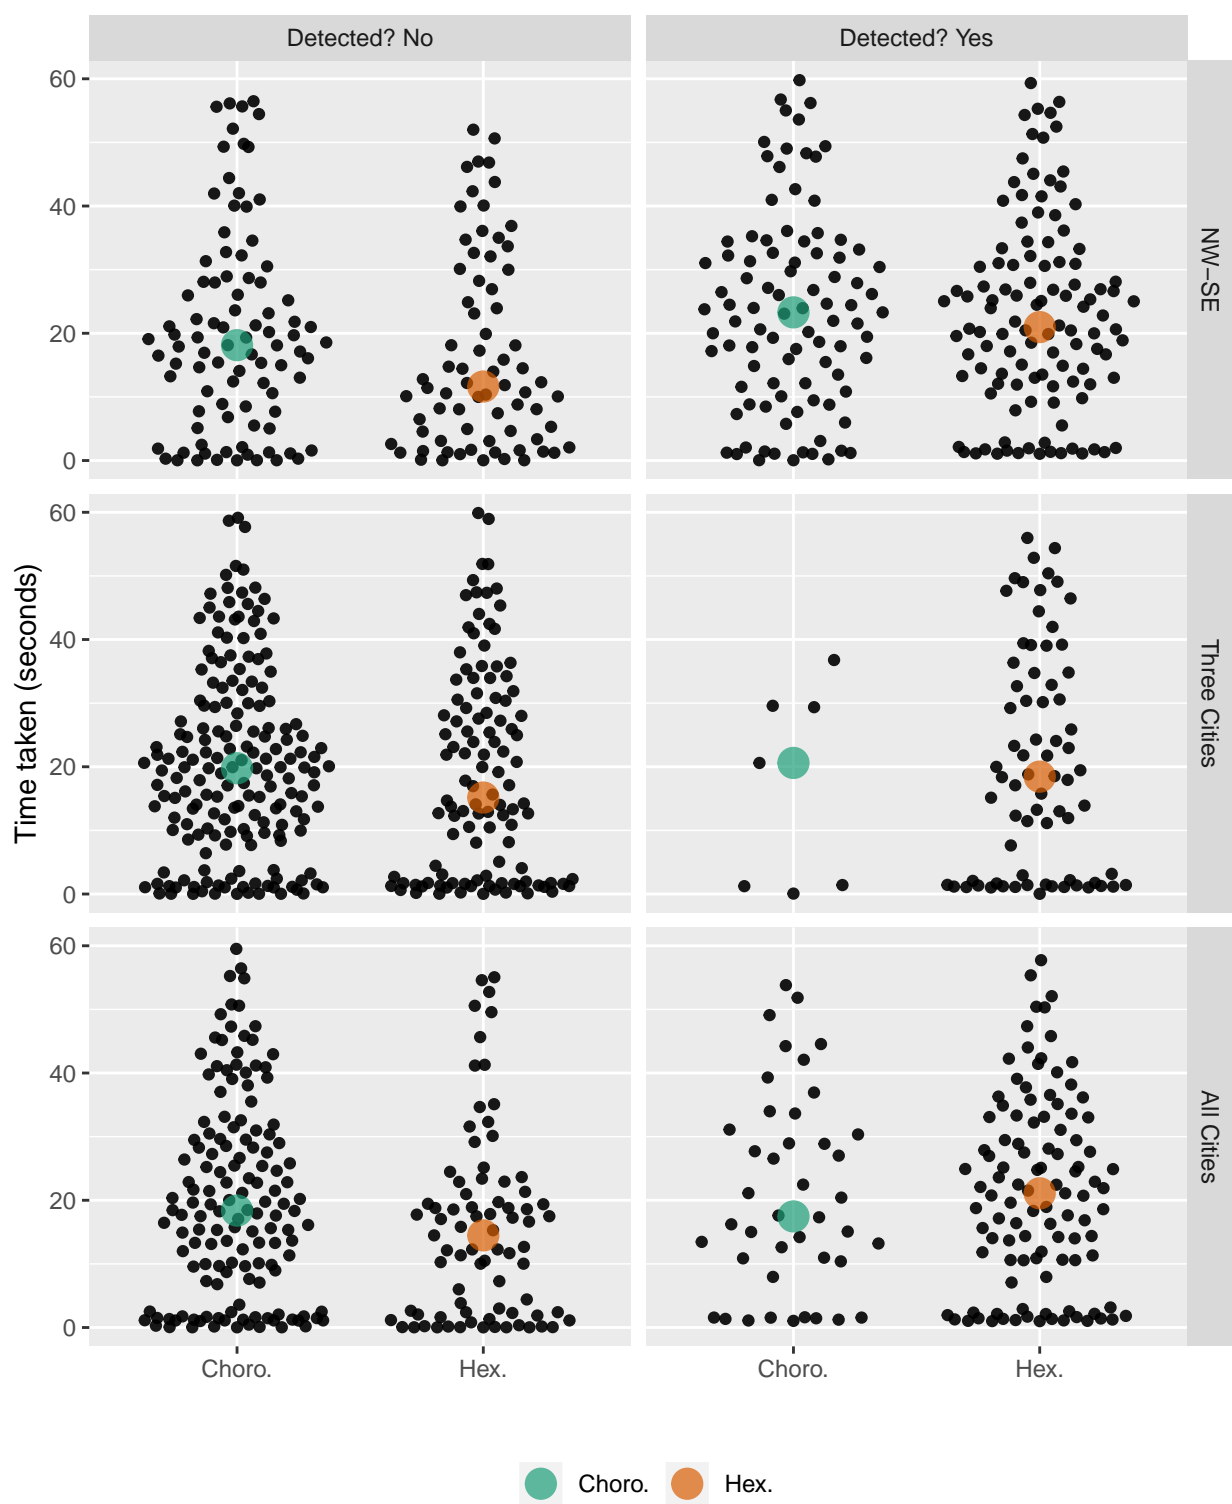 Detected? No
Detected? Yes
60
40
20
0
NW−SE
60
40
20
0
Three Cities
Time taken (seconds)
60
40
20
0
All Cities
Choro.
Hex.
Choro.
Hex.
Choro.
Hex.